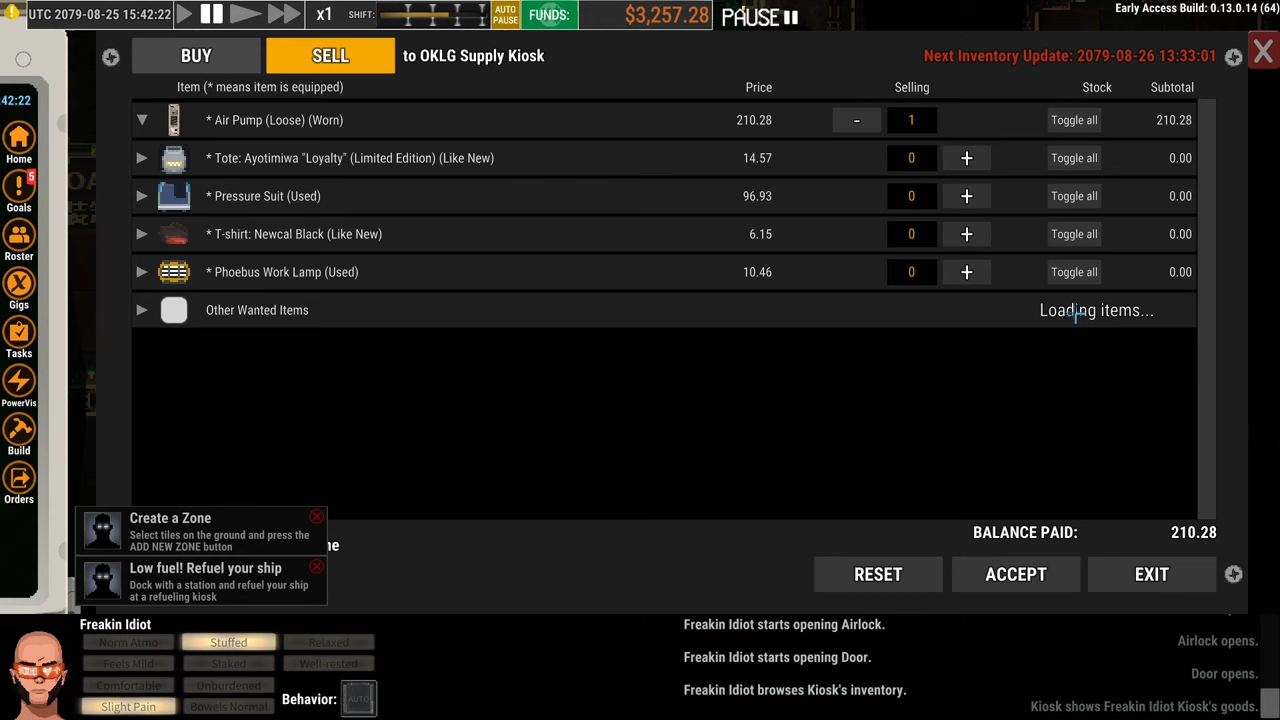 UTC 2079-08-25 15:42:22
x1
SHIFT:
AUTO
PAUSE
FUNDS:
$3,257.28
PAUSE
Early Access Build: 0.13.0.14 (64)
BUY
SELL
to OKLG Supply Kiosk
Next Inventory Update: 2079-08-26 13:33:01
X
:42:22
Home
5
Goals
Roster
Gigs
Tasks
PowerVis
Build
Orders
Item (* means item is equipped)
Price
Selling
Stock
Subtotal
* Air Pump (Loose) (Worn)
210.28
-
1
Toggle all
210.28
* Tote: Ayotimiwa "Loyalty" (Limited Edition) (Like New)
14.57
0
+
Toggle all
0.00
* Pressure Suit (Used)
96.93
0
+
Toggle all
0.00
* T-shirt: Newcal Black (Like New)
6.15
0
+
Toggle all
0.00
* Phoebus Work Lamp (Used)
10.46
0
+
Toggle all
0.00
Other Wanted Items
Loading items...
Create a Zone
Select tiles on the ground and press the
ADD NEW ZONE button
Low fuel! Refuel your ship
Dock with a station and refuel your ship
at a refueling kiosk
ne
BALANCE PAID:
210.28
RESET
ACCEPT
EXIT
Freakin Idiot
Norm Atmo
Stuffed
Relaxed
Feels Mild
Slaked
Well-rested
Comfortable
Unburdened
Slight Pain
Bowels Normal
Behavior:
AUTO
Freakin Idiot starts opening Airlock.
Airlock opens.
Freakin Idiot starts opening Door.
Door opens.
Freakin Idiot browses Kiosk's inventory.
Kiosk shows Freakin Idiot Kiosk's goods.